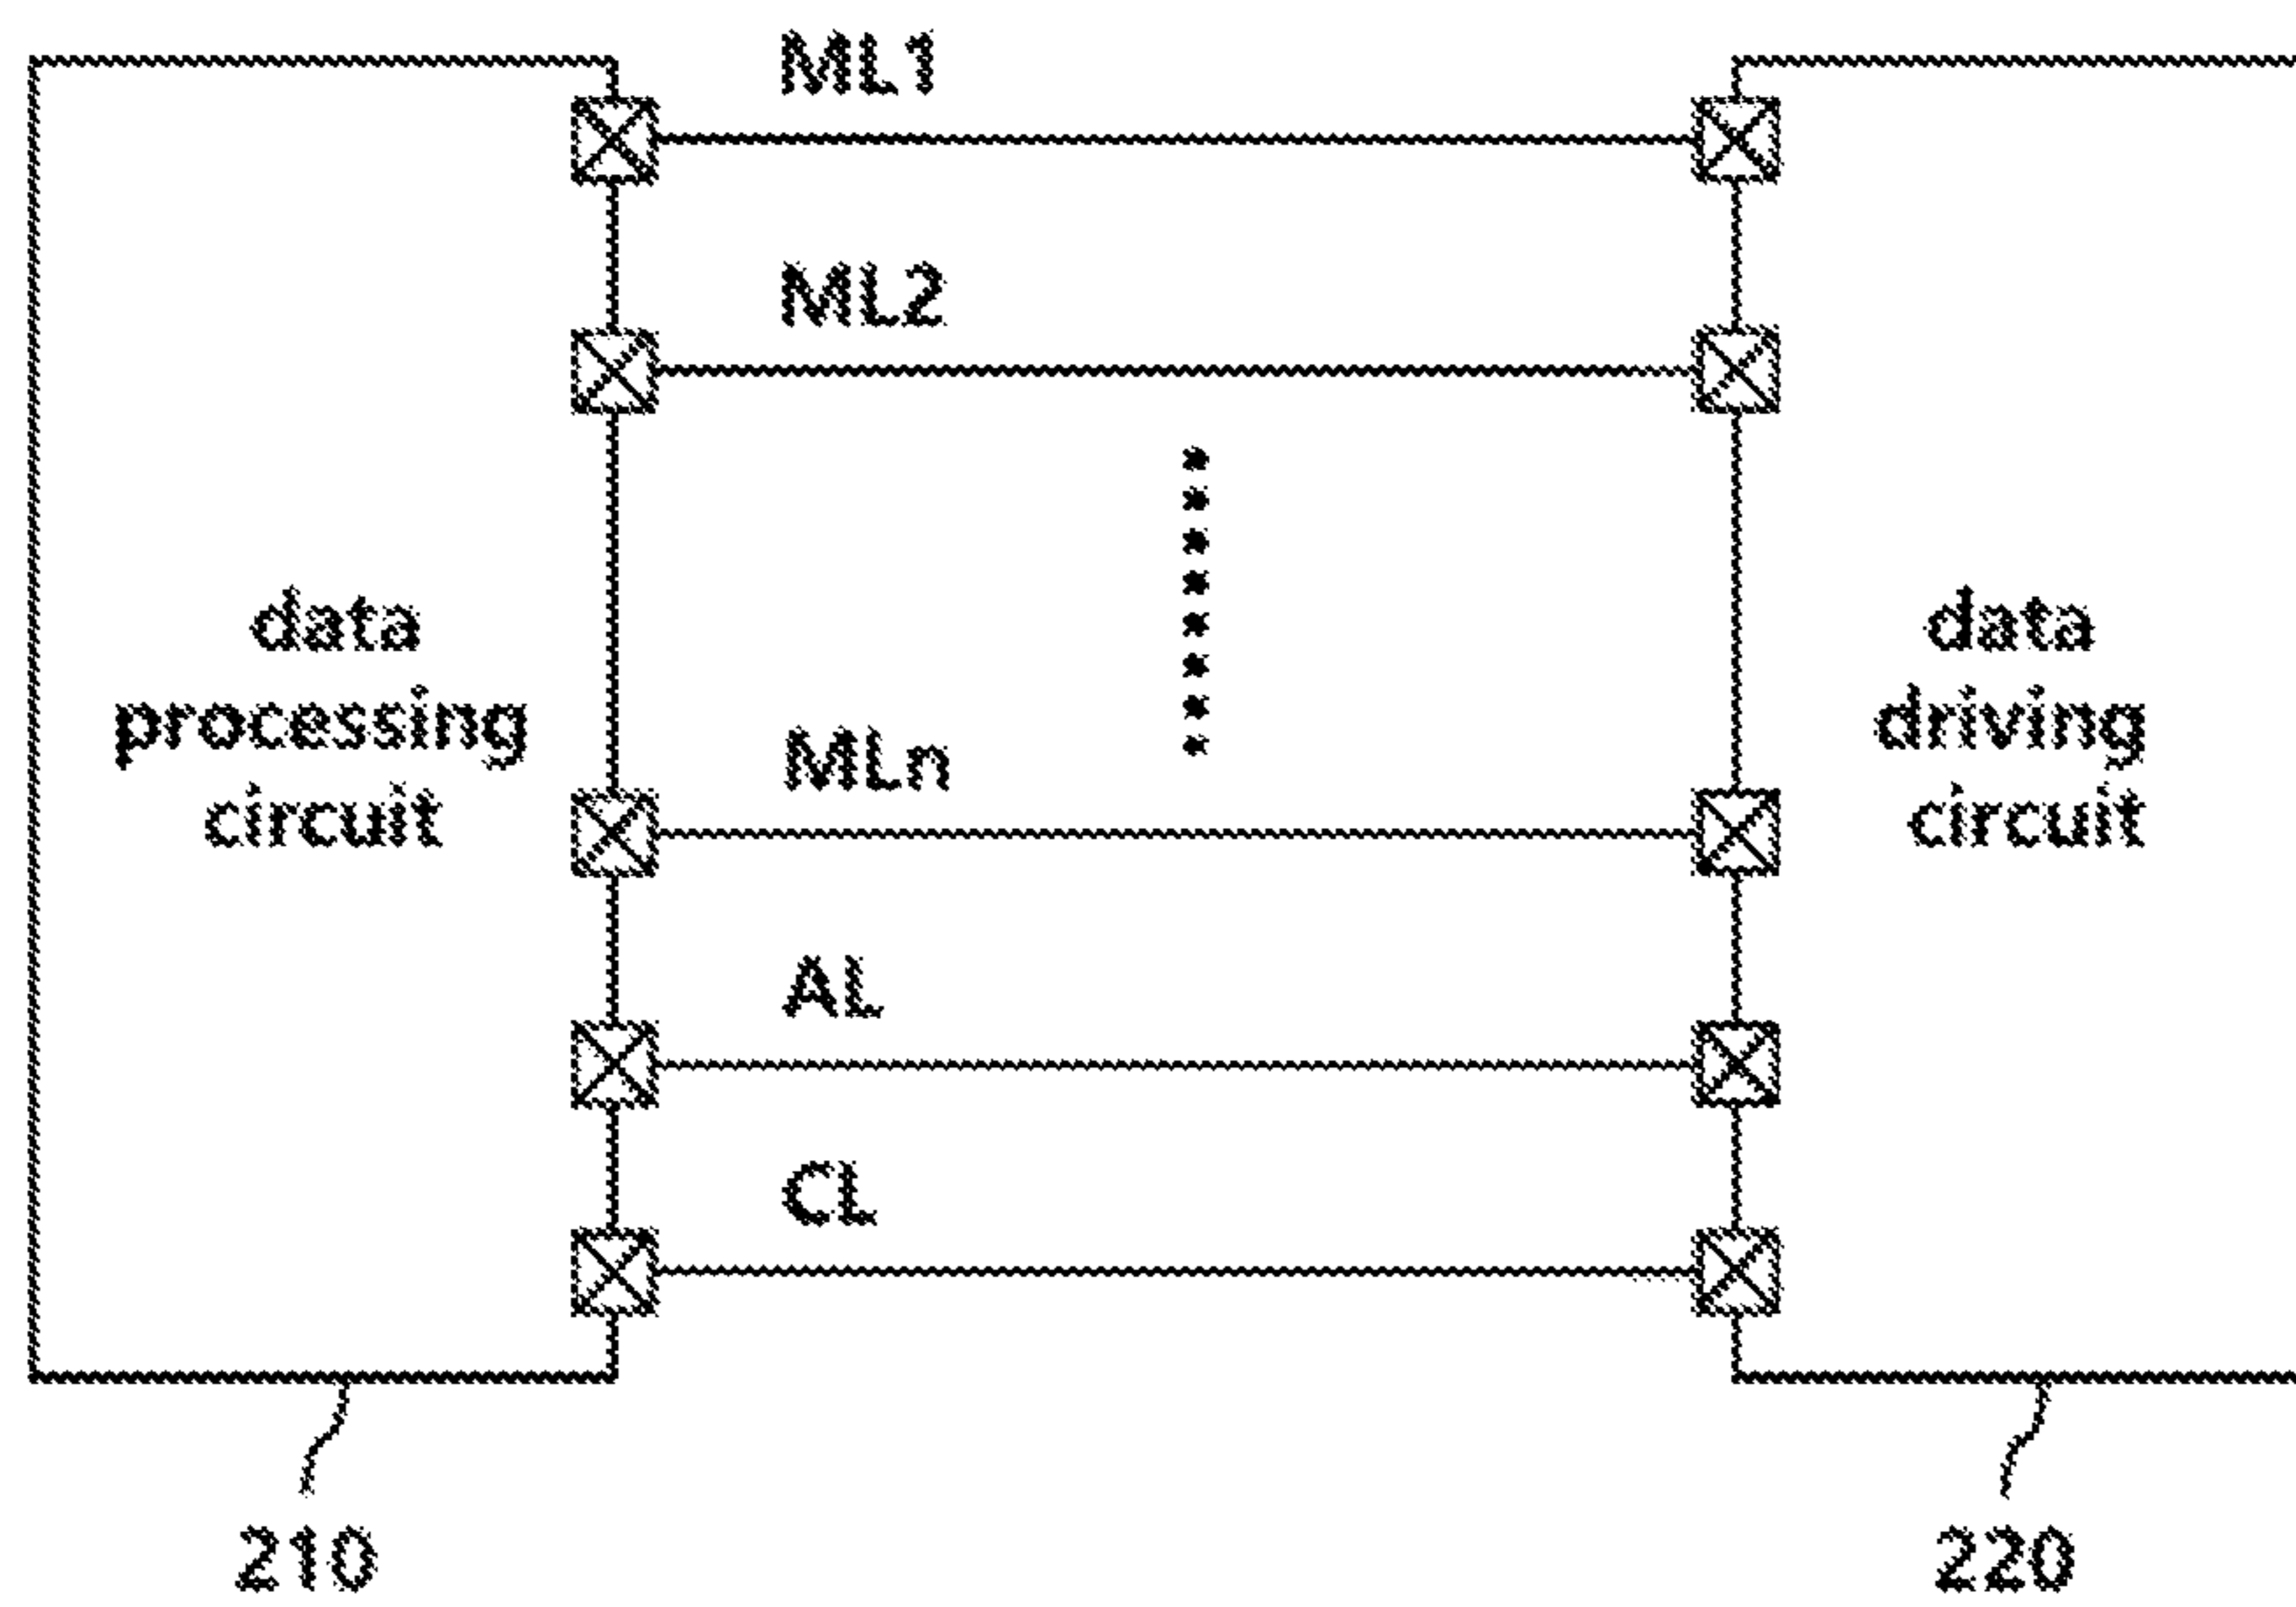 ML1
ML2
MLn
AL
CL
data
processing
circuit
data
driving
circuit
210
220